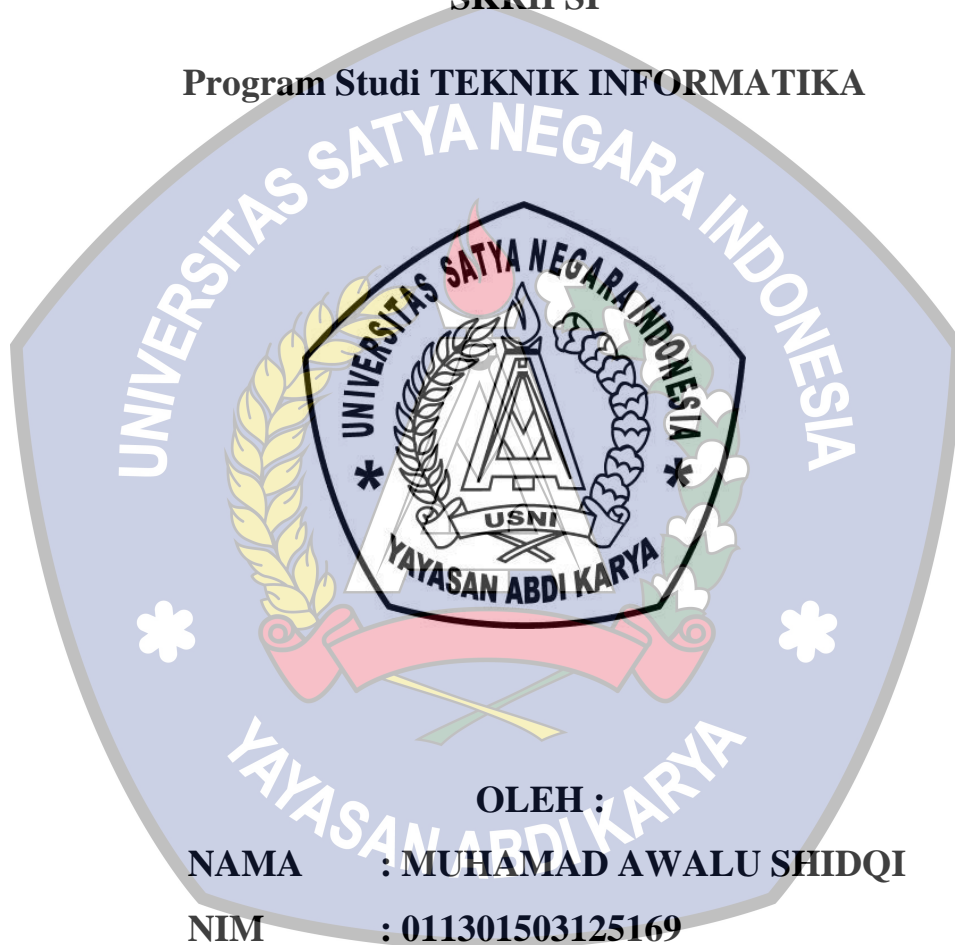 SKRIPSI
Program Studi TEKNIK INFORMATIKA
UNIVERSITAS SATYA NEGARA INDONESIA
UNIVERSITAS SATYA NEGARA INDONESIA
USNI
YAYASAN ABDI KARYA
YAYASAN ABDI KARYA
OLEH :
NAMA : MUHAMAD AWALU SHIDQI
NIM : 011301503125169